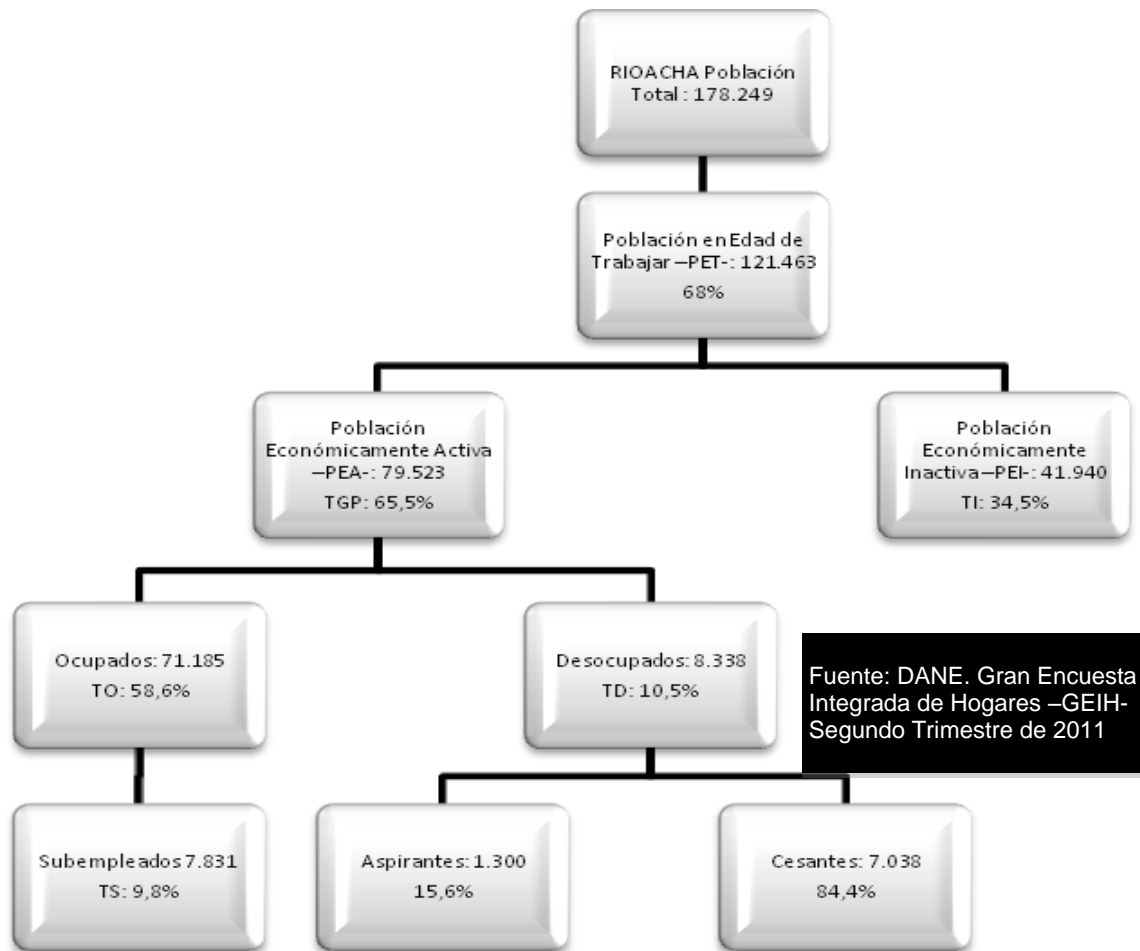 RIOACHA Población
Total : 178.249
Población en Edad de
Trabajar –PET-: 121.463
68%
Población
Económicamente Activa
–PEA-: 79.523
TGP: 65,5%
Población
Económicamente
Inactiva –PEI-: 41.940
TI: 34,5%
Ocupados: 71.185
TO: 58,6%
Desocupados: 8.338
TD: 10,5%
Fuente: DANE. Gran Encuesta
Integrada de Hogares –GEIH-
Segundo Trimestre de 2011
Subempleados 7.831
TS: 9,8%
Aspirantes: 1.300
15,6%
Cesantes: 7.038
84,4%